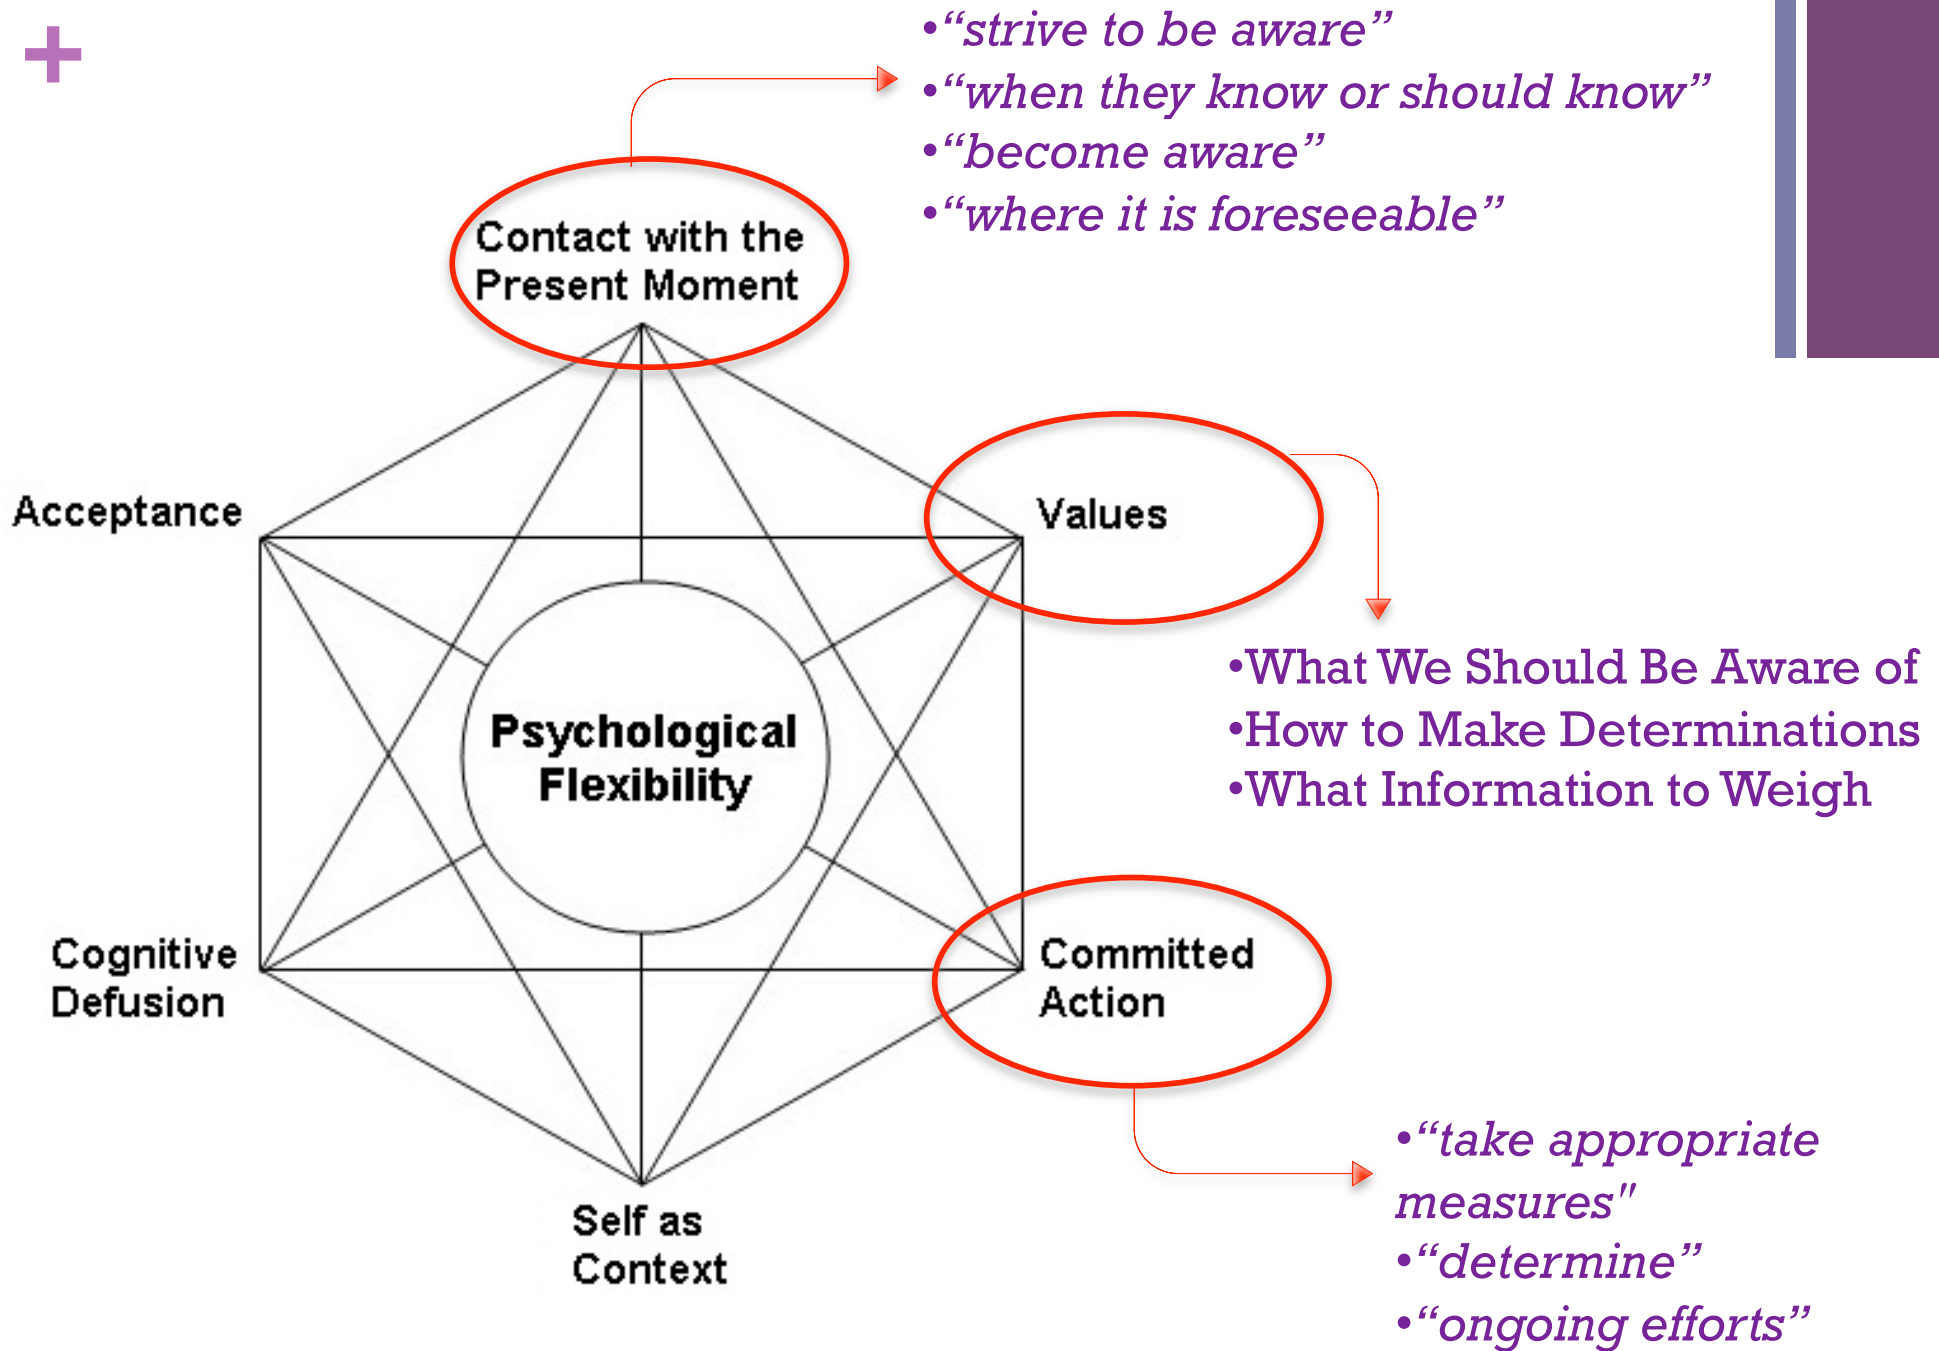 +
•“strive to be aware”
•“when they know or should know”
•“become aware”
•“where it is foreseeable”
Contact with the
Present Moment
Acceptance
Values
•What We Should Be Aware of
•How to Make Determinations
•What Information to Weigh
Psychological
Flexibility
Cognitive
Defusion
Committed
Action
•“take appropriate
measures"
•“determine”
•“ongoing efforts”
Self as
Context